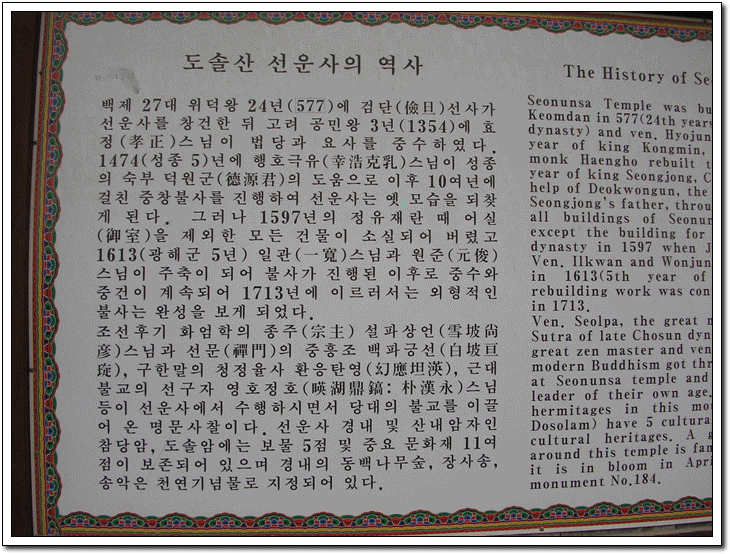 도솔산 선운사의 역사
백제 27대 위덕왕 24년(577)에 검단(儉旦)선사가
선운사를 창건한 뒤 고려 공민왕 3년(1354)에 효
정(孝正)스님이 법당과 요사를 중수하였다.
1474(성종 5)년에 행호극유(幸浩克乳)스님이 성종
의 숙부 덕원군(德源君)의 도움으로 이후 10여년에
걸친 중창불사를 진행하여 선운사는 옛 모습을 되찾
게 된다. 그러나 1597년의 정유재란 때 어실
(御室)을 제외한 모든 건물이 소실되어 버렸고
1613(광해군 5년) 일관(一寬)스님과 원준(元俊)
스님이 주축이 되어 불사가 진행된 이후로 중수와
중건이 계속되어 1713년에 이르러서는 외형적인
불사는 완성을 보게 되었다.
조선후기 화엄학의 종주(宗主) 설파상언(雪坡尙
彦)스님과 선문(禪門)의 중흥조 백파긍선(白坡亘
琁), 구한말의 청정율사 환응탄영(幻應坦漢), 근대
불교의 선구자 영호정호(暎湖鼎鎬:朴漢永)스님
등이 선운사에서 수행하시면서 당대의 불교를 이끌
어 온 명문사찰이다. 선운사 경내 및 산내암자인
참당암, 도솔암에는 보물 5점 및 중요 문화재 11여
점이 보존되어 있으며 경내의 동백나무숲, 장사송,
송악은 천연기념물로 지정되어 있다.
The History of Seo
Seonunsa Temple was bu
Keomdan in 577(24th years
dynasty) and ven. Hyojun
year of king Kongmin,
monk Haengho rebuilt t
year of king Seongjong, C
help of Deokwongun, the
Seongjong's father, throu
all buildings of Seonun
except the building for
dynasty in 1597 when J
Ven. Ilkwan and Wonjun
in 1613(5th year of
rebuilding work was con
in 1713.
Ven. Seolpa, the great m
Sutra of late Chosun dyn
great zen master and ven
modern Buddhism got thr
at Seonunsa temple and
leader of their own age.
hermitages in this mou
Dosolam) have 5 cultura
cultural heritages. A g
around this temple is fam
it is in bloom in Apri
monument No.184.